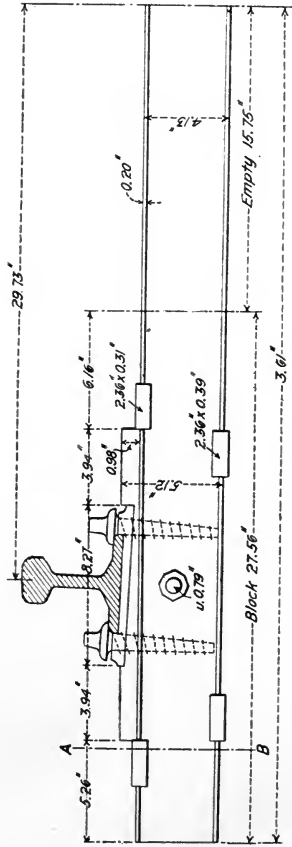 29.73"
5.26"
3.94"
8.27"
3.94"
6.16"
A
0.98"
2.36"x0.31"
-0.20"
4.13"
5.12"
u.0.79"
2.36"x0.39"
Empty 15.75"
B
Block 27.56"
3.61"